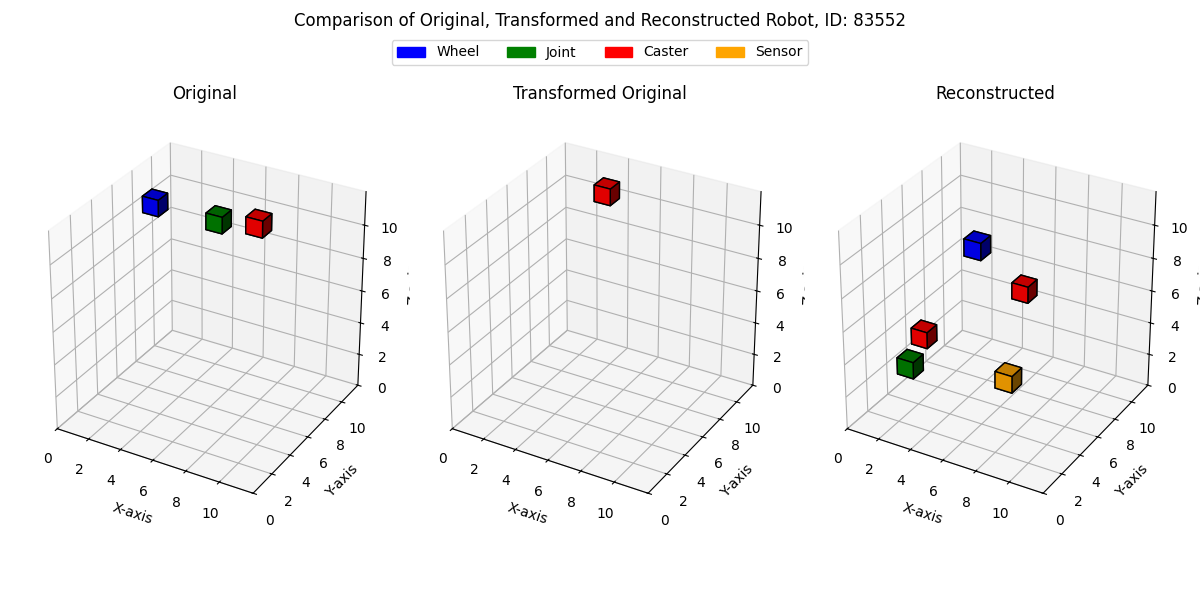 Comparison of Original, Transformed and Reconstructed Robot, ID: 83552
Wheel Joint Caster Sensor
Original Transformed Original Reconstructed
10 10 10
8 8 8
6 6 6
4 4 4
2 2 2
0 0 0
10 10 10
8 8 8
6 6 6
4 4 4
2 2 2
0 0 0
0 2 4 6 8 10 0 2 4 6 8 10 0 2 4 6 8 10
X-axis Y-axis X-axis Y-axis X-axis Y-axis